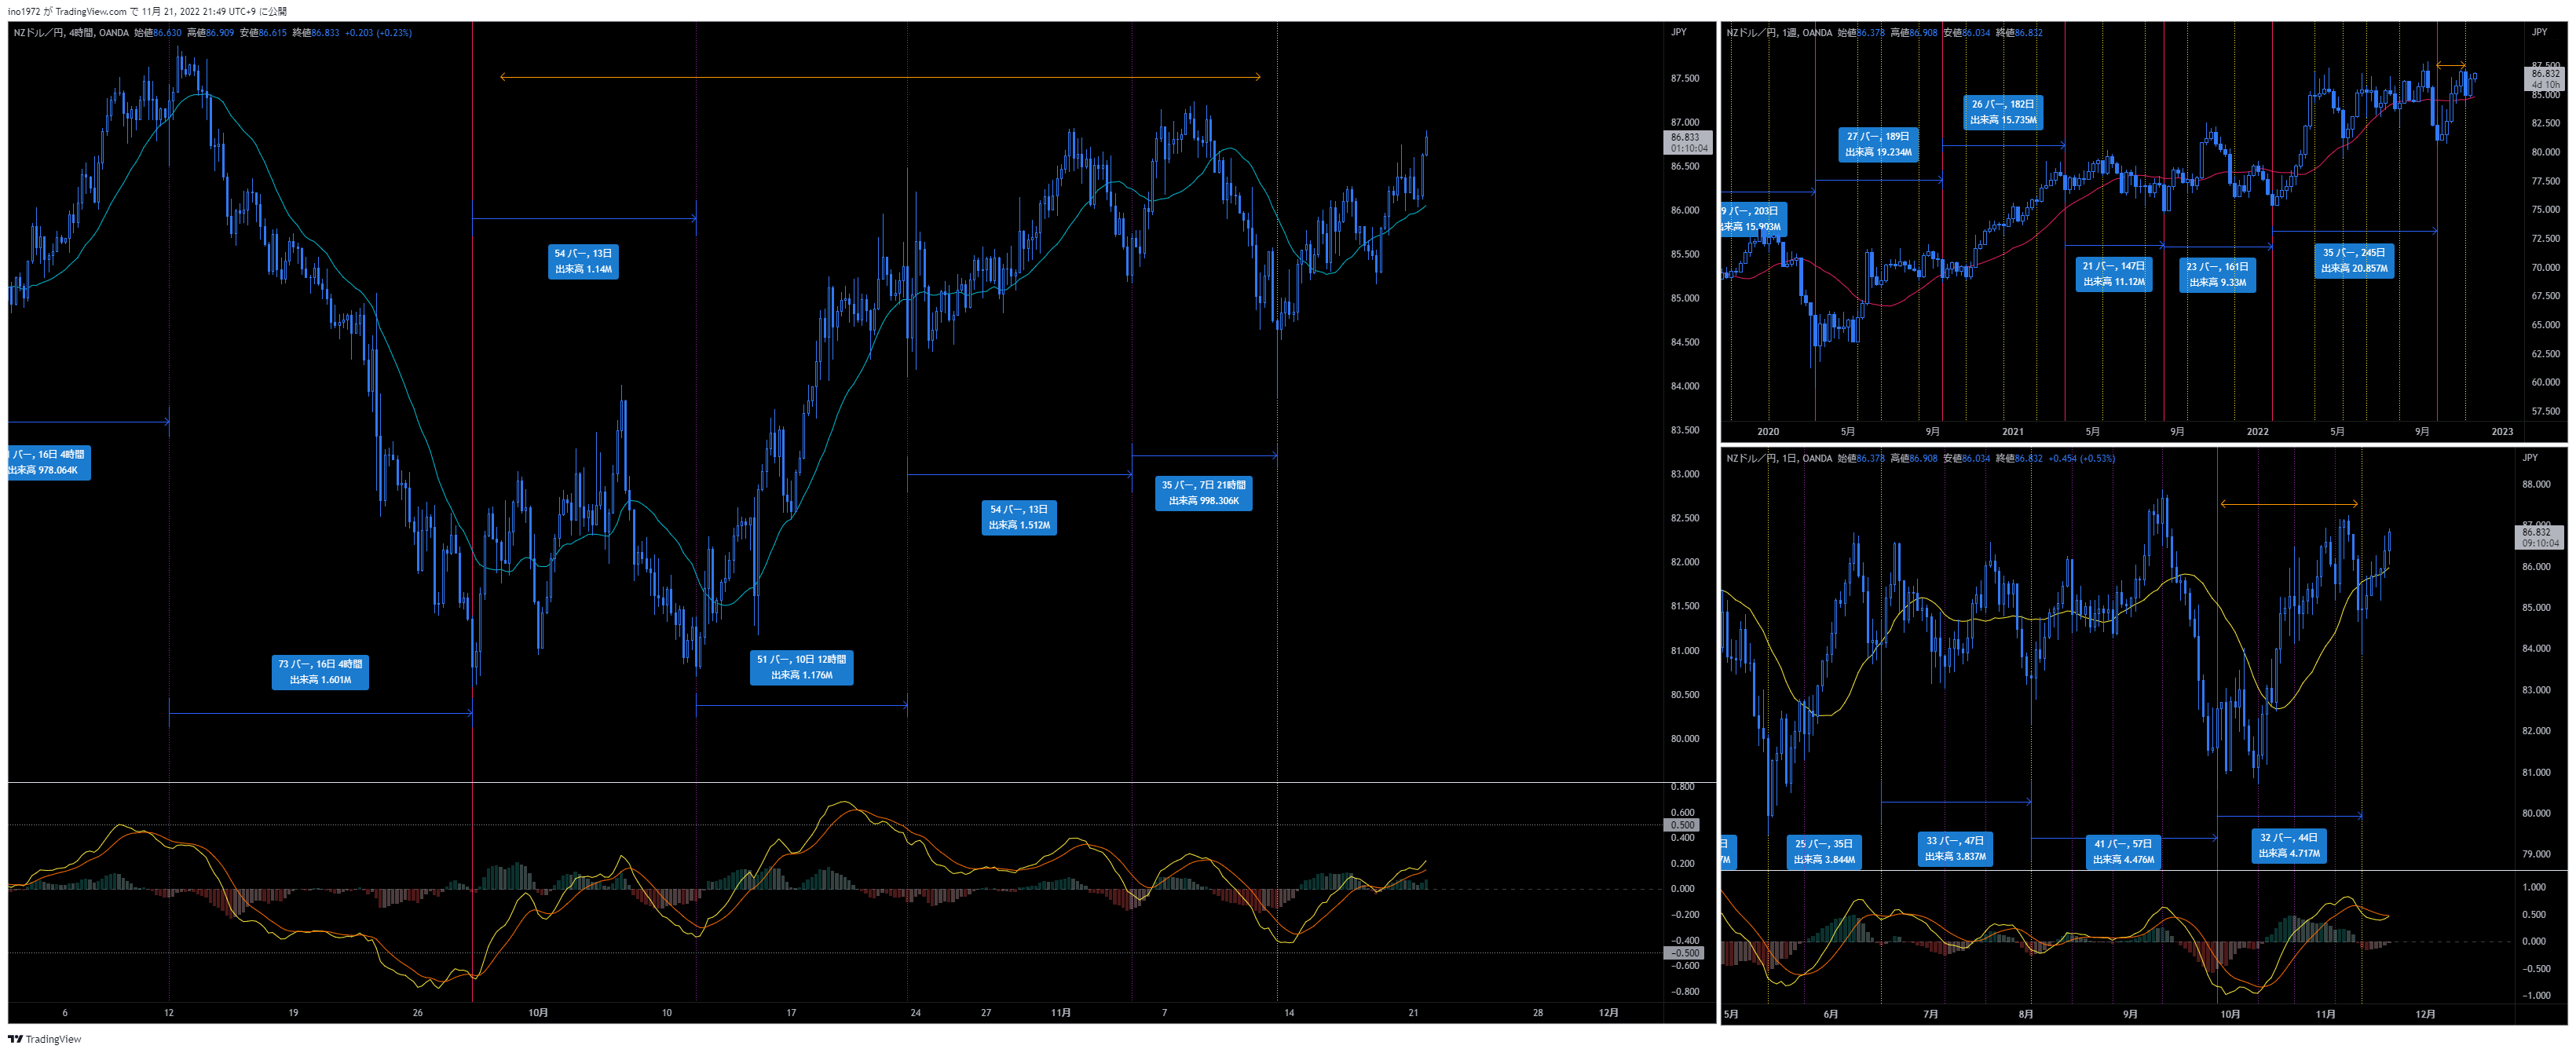 ino1972 が TradingView.com で 11月 21, 2022 21:49 UTC+9 に公開
NZドル／円, 4時間, OANDA 始値86.630 高値86.909 安値86.615 終値86.833 +0.203 (+0.23%)
JPY
87.500
87.000
86.833
01:10:04
86.500
86.000
85.500
85.000
84.500
84.000
83.500
83.000
82.500
82.000
81.500
81.000
80.500
80.000
バー, 16日 4時間
出来高 978.064K
73 バー, 16日 4時間
出来高 1.601M
54 バー, 13日
出来高 1.14M
51 バー, 10日 12時間
出来高 1.176M
54 バー, 13日
出来高 1.512M
35 バー, 7日 21時間
出来高 998.306K
0.800
0.600
0.500
0.400
0.200
0.000
−0.200
−0.400
−0.500
−0.600
−0.800
6 12 19 26 10月 10 17 24 27 11月 7 14 21 28 12月
NZドル／円, 1週, OANDA 始値86.378 高値86.908 安値86.034 終値86.832
JPY
87.500
86.832
4d 10h
85.000
82.500
80.000
77.500
75.000
72.500
70.000
67.500
65.000
62.500
60.000
57.500
9 バー, 203日
出来高 15.903M
27 バー, 189日
出来高 19.234M
26 バー, 182日
出来高 15.735M
21 バー, 147日
出来高 11.12M
23 バー, 161日
出来高 9.33M
35 バー, 245日
出来高 20.857M
2020 5月 9月 2021 5月 9月 2022 5月 9月 2023
NZドル／円, 1日, OANDA 始値86.378 高値86.908 安値86.034 終値86.832 +0.454 (+0.53%)
JPY
88.000
87.000
86.832
09:10:04
86.000
85.000
84.000
83.000
82.000
81.000
80.000
79.000
日
7M
25 バー, 35日
出来高 3.844M
33 バー, 47日
出来高 3.837M
41 バー, 57日
出来高 4.476M
32 バー, 44日
出来高 4.717M
1.000
0.500
0.000
−0.500
−1.000
5月 6月 7月 8月 9月 10月 11月 12月
TradingView